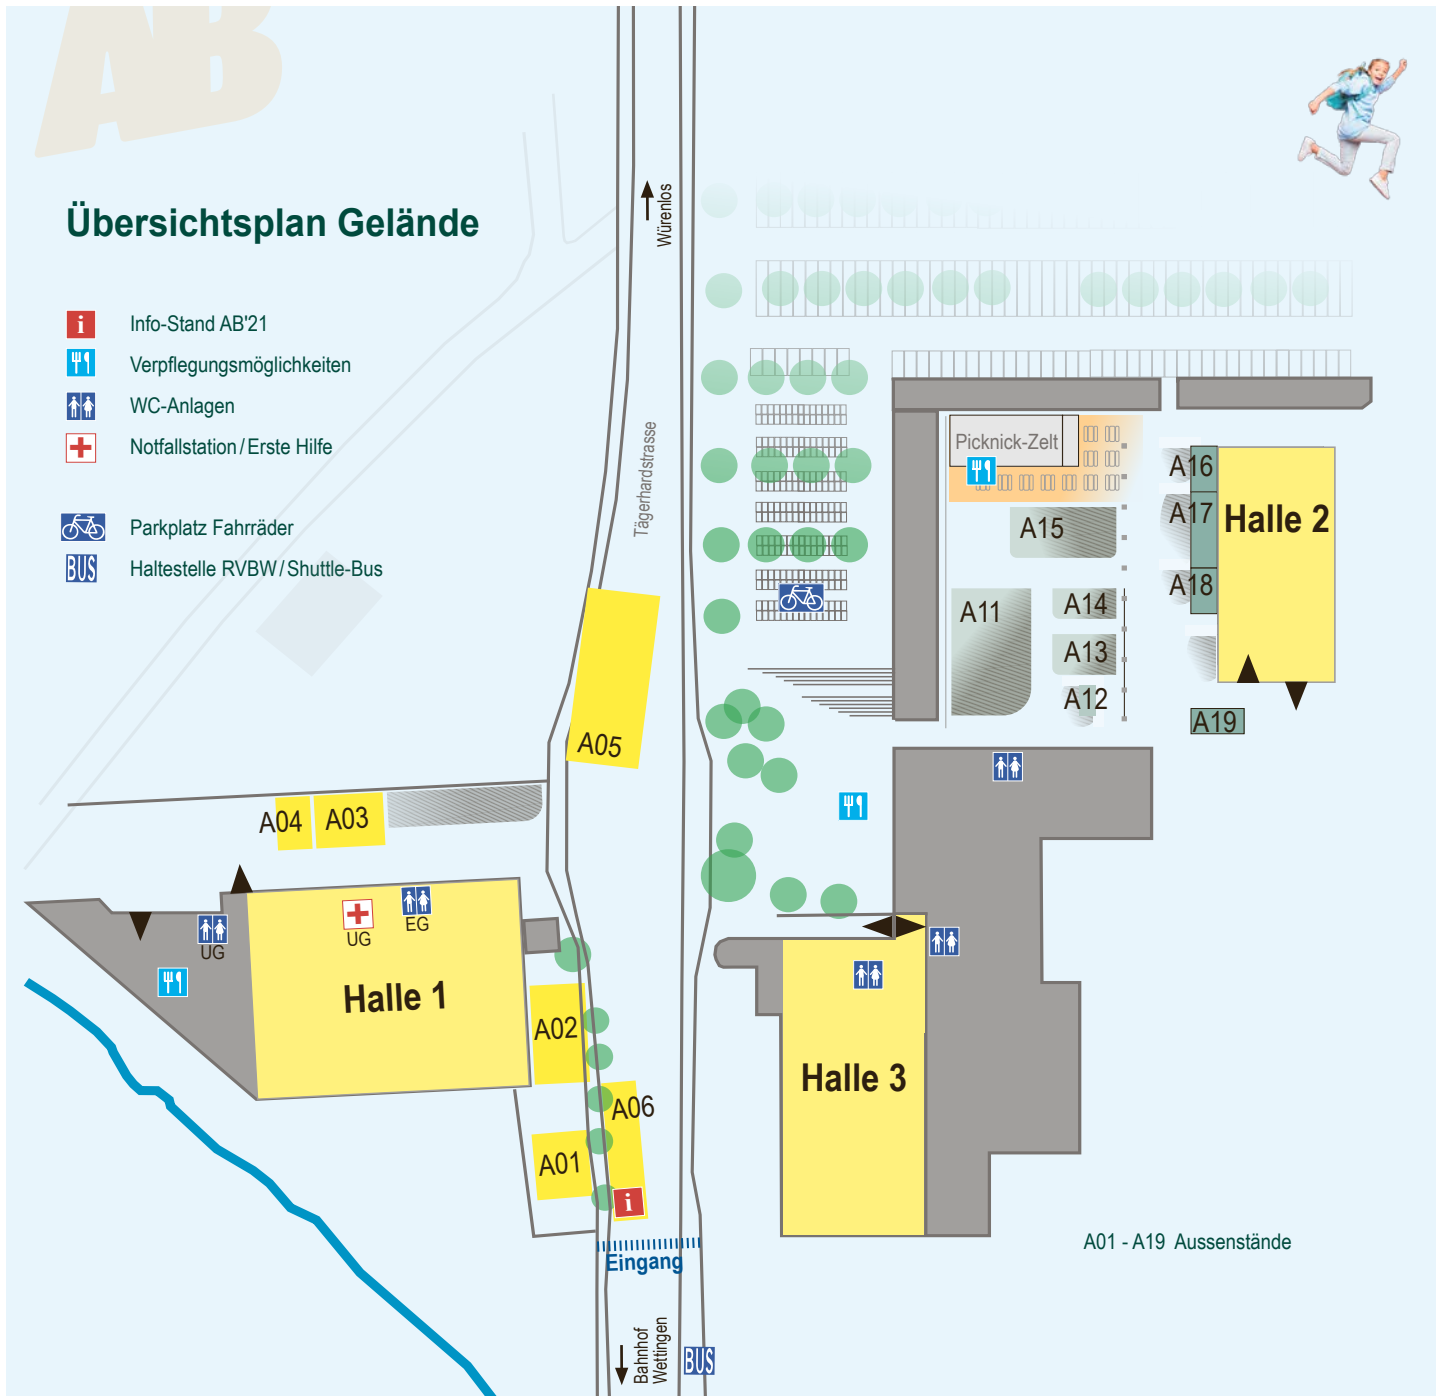 AB
Übersichtsplan Gelände
i Info-Stand AB'21
Verpflegungsmöglichkeiten
WC-Anlagen
Notfallstation / Erste Hilfe
Parkplatz Fahrräder
BUS Haltestelle RVBW / Shuttle-Bus
Würenlos
Tägerhardstrasse
Picknick-Zelt
A15
A11
A14
A13
A12
A16
A17
A18
Halle 2
A19
A05
A04
A03
UG
UG
EG
Halle 1
A02
A06
A01
i
Halle 3
Eingang
A01 - A19 Aussenstände
Bahnhof
Wettingen
BUS